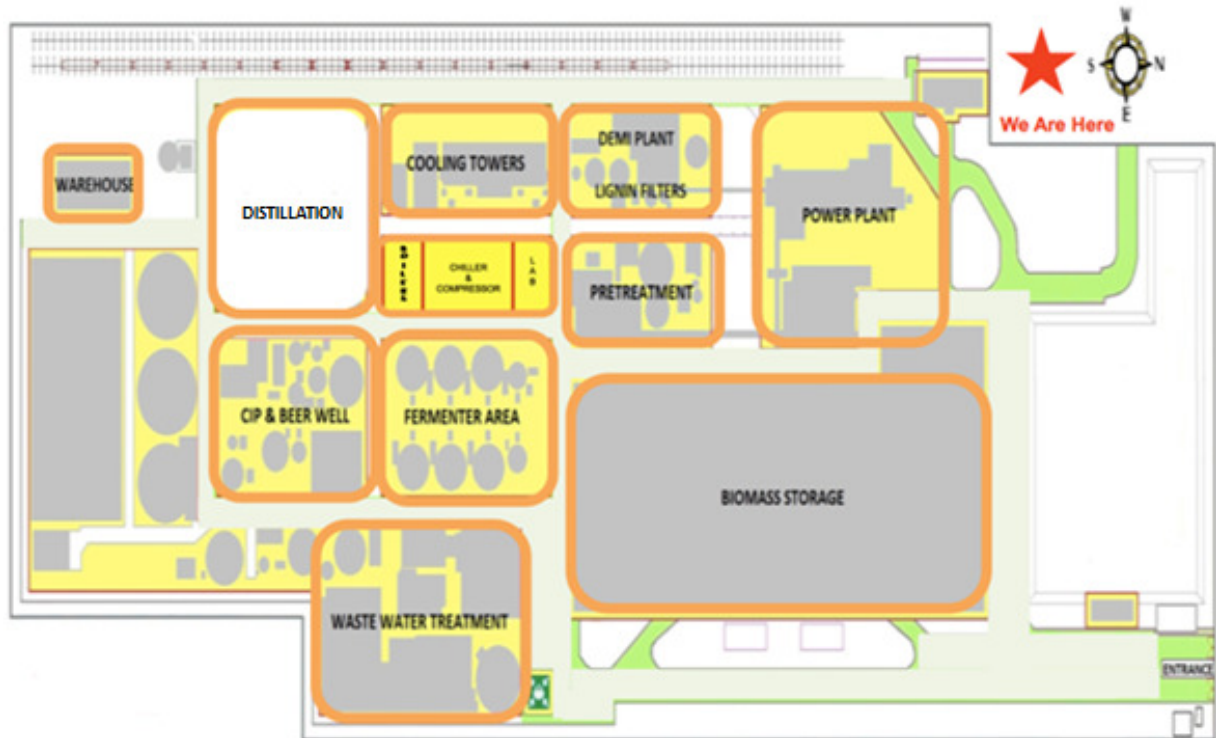 W
S
N
E
We Are Here
DEMI PLANT
COOLING TOWERS
WAREHOUSE
LIGNIN FILTERS
DISTILLATION
POWER PLANT
BOILERS
CHILLER
&
COMPRESSOR
LAB
PRETREATMENT
CIP & BEER WELL
FERMENTER AREA
BIOMASS STORAGE
WASTE WATER TREATMENT
ENTRANCE